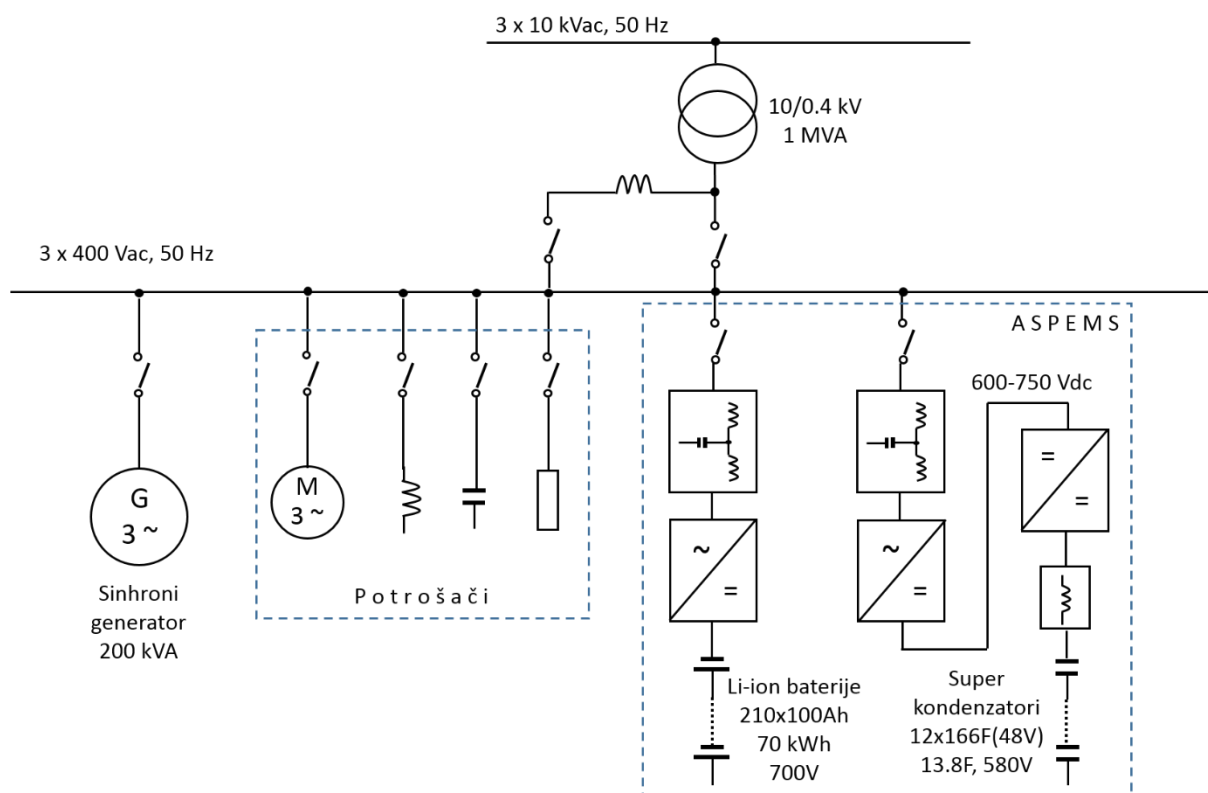 3 x 10 kVac, 50 Hz
10/0.4 kV
1 MVA
3 x 400 Vac, 50 Hz
A S P E M S
600-750 Vdc
=
=
G
3 ~
M
3 ~
~
=
~
=
Sinhroni
generator
200 kVA
P o t r o š a č i
Li-ion baterije
210x100Ah
70 kWh
700V
Super
kondenzatori
12x166F(48V)
13.8F, 580V